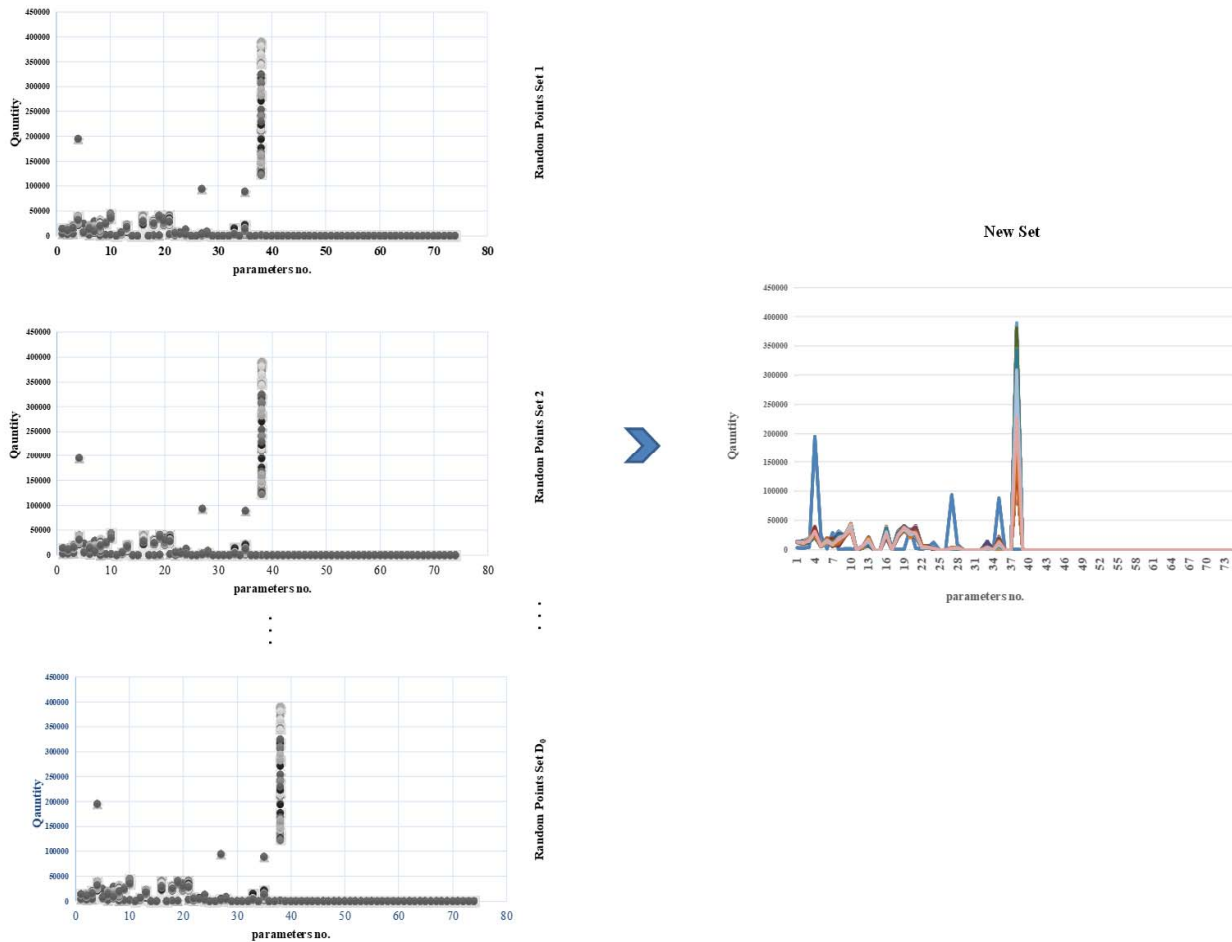 450000
400000
350000
300000
250000
200000
150000
100000
50000
0
Qauntity
0 10 20 30 40 50 60 70 80
parameters no.
Random Points Set 1
450000
400000
350000
300000
250000
200000
150000
100000
50000
0
Qauntity
0 10 20 30 40 50 60 70 80
parameters no.
Random Points Set 2
450000
400000
350000
300000
250000
200000
150000
100000
50000
0
Qauntity
0 10 20 30 40 50 60 70 80
parameters no.
Random Points Set D₀
New Set
450000
400000
350000
300000
250000
200000
150000
100000
50000
0
Qauntity
1 4 7 10 13 16 19 22 25 28 31 34 37 40 43 46 49 52 55 58 61 64 67 70 73
parameters no.